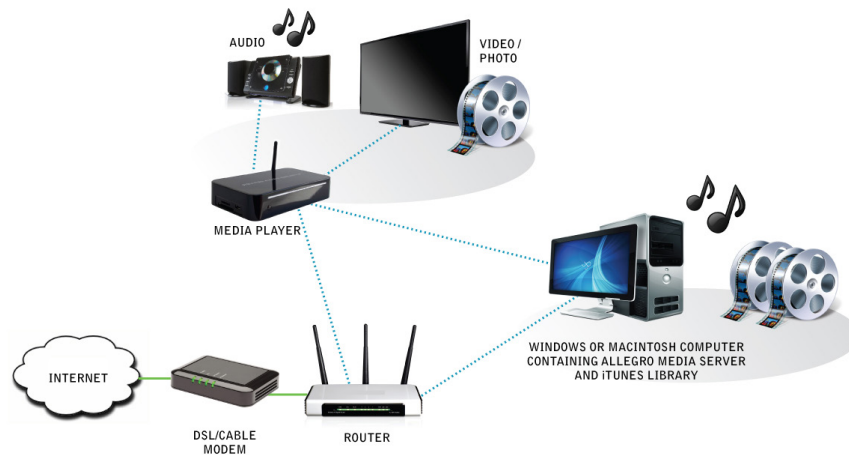 AUDIO
VIDEO /
PHOTO
MEDIA PLAYER
WINDOWS OR MACINTOSH COMPUTER
CONTAINING ALLEGRO MEDIA SERVER
AND iTUNES LIBRARY
INTERNET
DSL/CABLE
MODEM
ROUTER